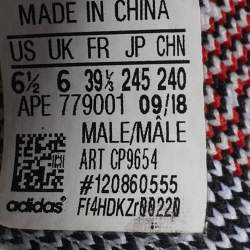 MADE IN CHINA
US UK FR JP CHN
6½ 6 39⅓ 245 240
APE 779001 09/18
MALE/MÂLE
ART CP9654
#120860555
adidas Ff4HDKZr00220